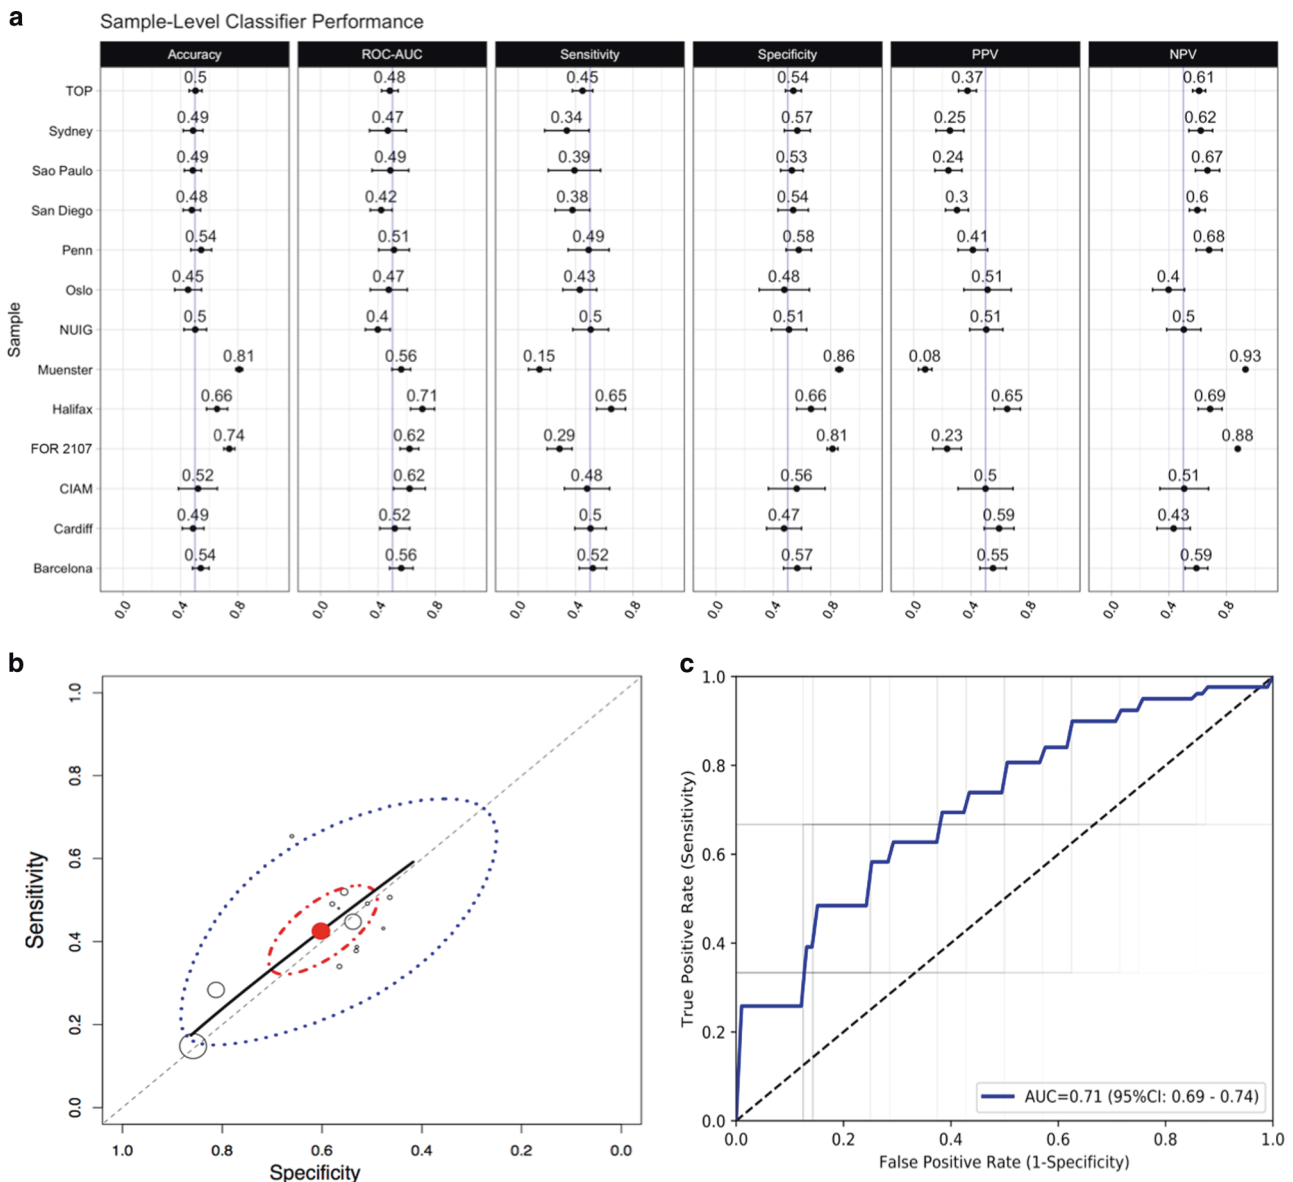 a
Sample-Level Classifier Performance
Accuracy ROC-AUC Sensitivity Specificity PPV NPV
TOP 0.5 0.48 0.45 0.54 0.37 0.61
Sydney 0.49 0.47 0.34 0.57 0.25 0.62
Sao Paulo 0.49 0.49 0.39 0.53 0.24 0.67
San Diego 0.48 0.42 0.38 0.54 0.3 0.6
Penn 0.54 0.51 0.49 0.58 0.41 0.68
Oslo 0.45 0.47 0.43 0.48 0.51 0.4
NUIG 0.5 0.4 0.5 0.51 0.51 0.5
Muenster 0.81 0.56 0.15 0.86 0.08 0.93
Halifax 0.66 0.71 0.65 0.66 0.65 0.69
FOR 2107 0.74 0.62 0.29 0.81 0.23 0.88
CIAM 0.52 0.62 0.48 0.56 0.5 0.51
Cardiff 0.49 0.52 0.5 0.47 0.59 0.43
Barcelona 0.54 0.56 0.52 0.57 0.55 0.59
Sample
0.0 0.4 0.8 0.0 0.4 0.8 0.0 0.4 0.8 0.0 0.4 0.8 0.0 0.4 0.8 0.0 0.4 0.8
b
Sensitivity
1.0
0.8
0.6
0.4
0.2
0.0
1.0 0.8 0.6 0.4 0.2 0.0
Specificity
c
True Positive Rate (Sensitivity)
1.0
0.8
0.6
0.4
0.2
0.0
AUC=0.71 (95%CI: 0.69 - 0.74)
0.0 0.2 0.4 0.6 0.8 1.0
False Positive Rate (1-Specificity)